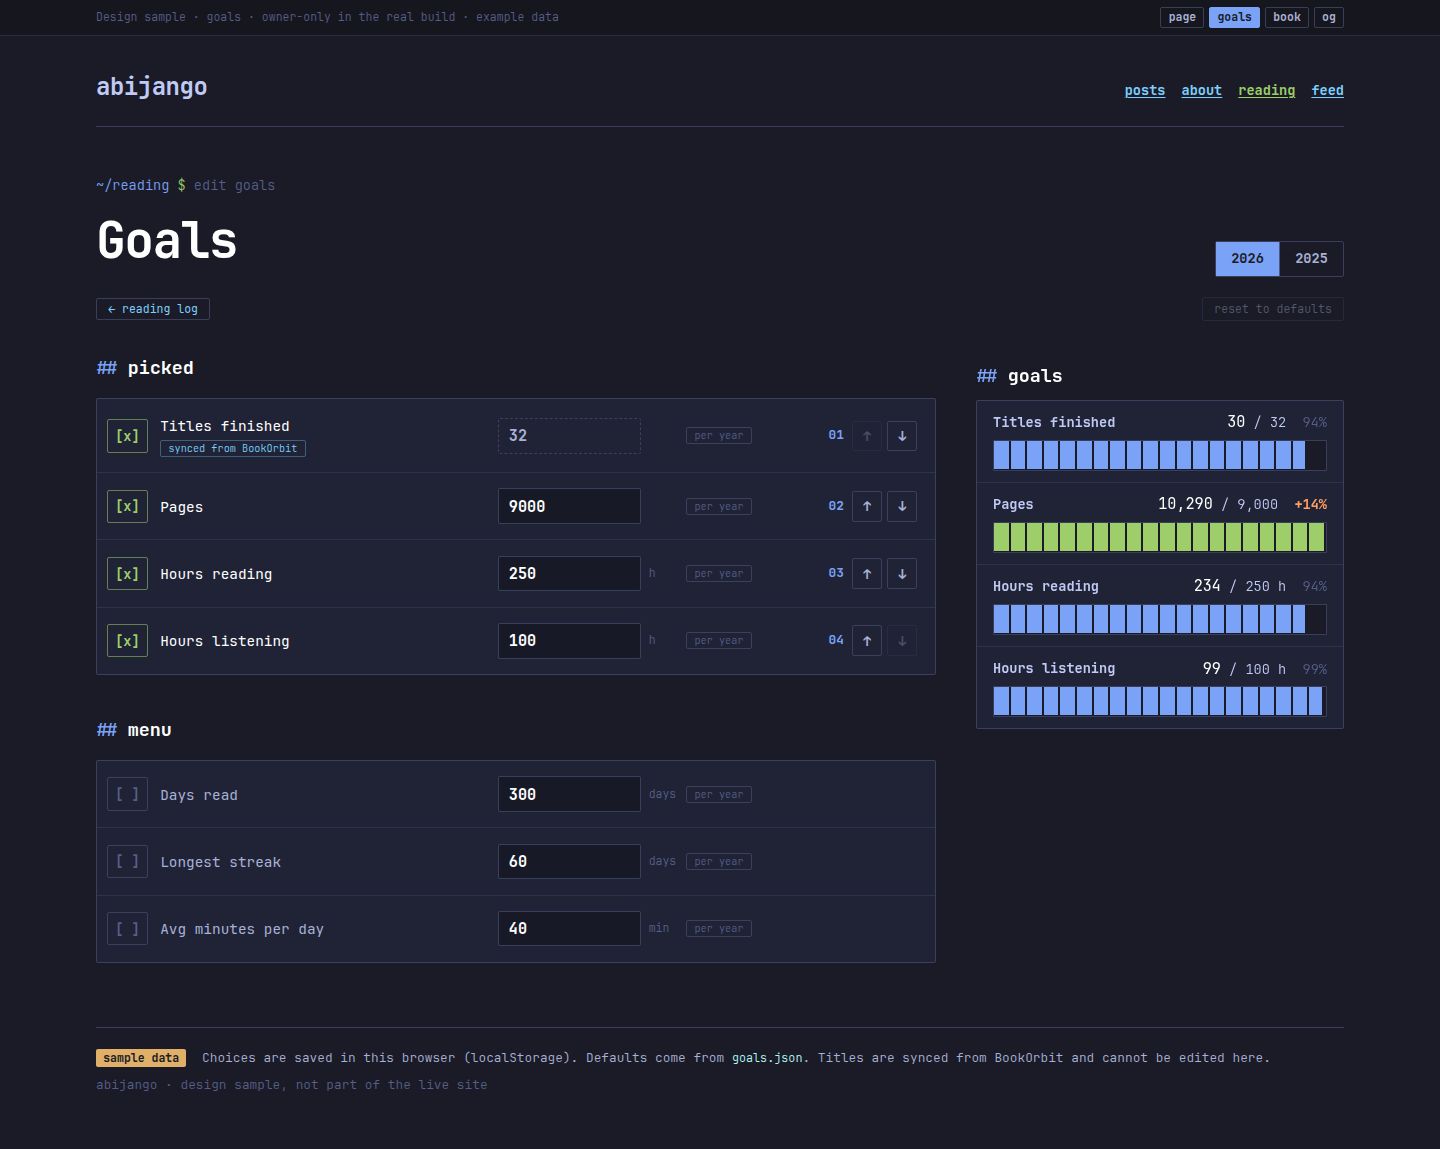 Design sample · goals · owner-only in the real build · example data
page goals book og
abijango
posts about reading feed
~/reading $ edit goals
Goals
2026 2025
← reading log
reset to defaults
## picked
[x] Titles finished 32 per year 01 ↑ ↓
synced from BookOrbit
[x] Pages 9000 per year 02 ↑ ↓
[x] Hours reading 250 h per year 03 ↑ ↓
[x] Hours listening 100 h per year 04 ↑ ↓
## menu
[ ] Days read 300 days per year
[ ] Longest streak 60 days per year
[ ] Avg minutes per day 40 min per year
## goals
Titles finished 30 / 32 94%
Pages 10,290 / 9,000 +14%
Hours reading 234 / 250 h 94%
Hours listening 99 / 100 h 99%
sample data Choices are saved in this browser (localStorage). Defaults come from goals.json. Titles are synced from BookOrbit and cannot be edited here.
abijango · design sample, not part of the live site